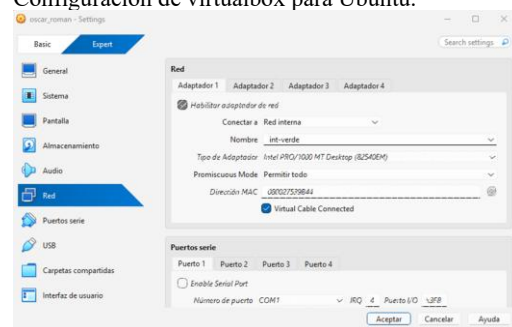 Configuración de virtualbox para Ubuntu.
oscar_roman - Settings
Basic Expert Search settings
General
Sistema
Pantalla
Almacenamiento
Audio
Red
Puertos serie
USB
Carpetas compartidas
Interfaz de usuario
Red
Adaptador 1 Adaptador 2 Adaptador 3 Adaptador 4
Habilitar adaptador de red
Conectar a Red interna
Nombre int-verde
Tipo de Adaptador Intel PRO/1000 MT Desktop (82540EM)
Promiscuous Mode Permitir todo
Dirección MAC 080027539B44
Virtual Cable Connected
Puertos serie
Puerto 1 Puerto 2 Puerto 3 Puerto 4
Enable Serial Port
Número de puerto COM1 IRQ 4 Puerto I/O
Aceptar Cancelar Ayuda